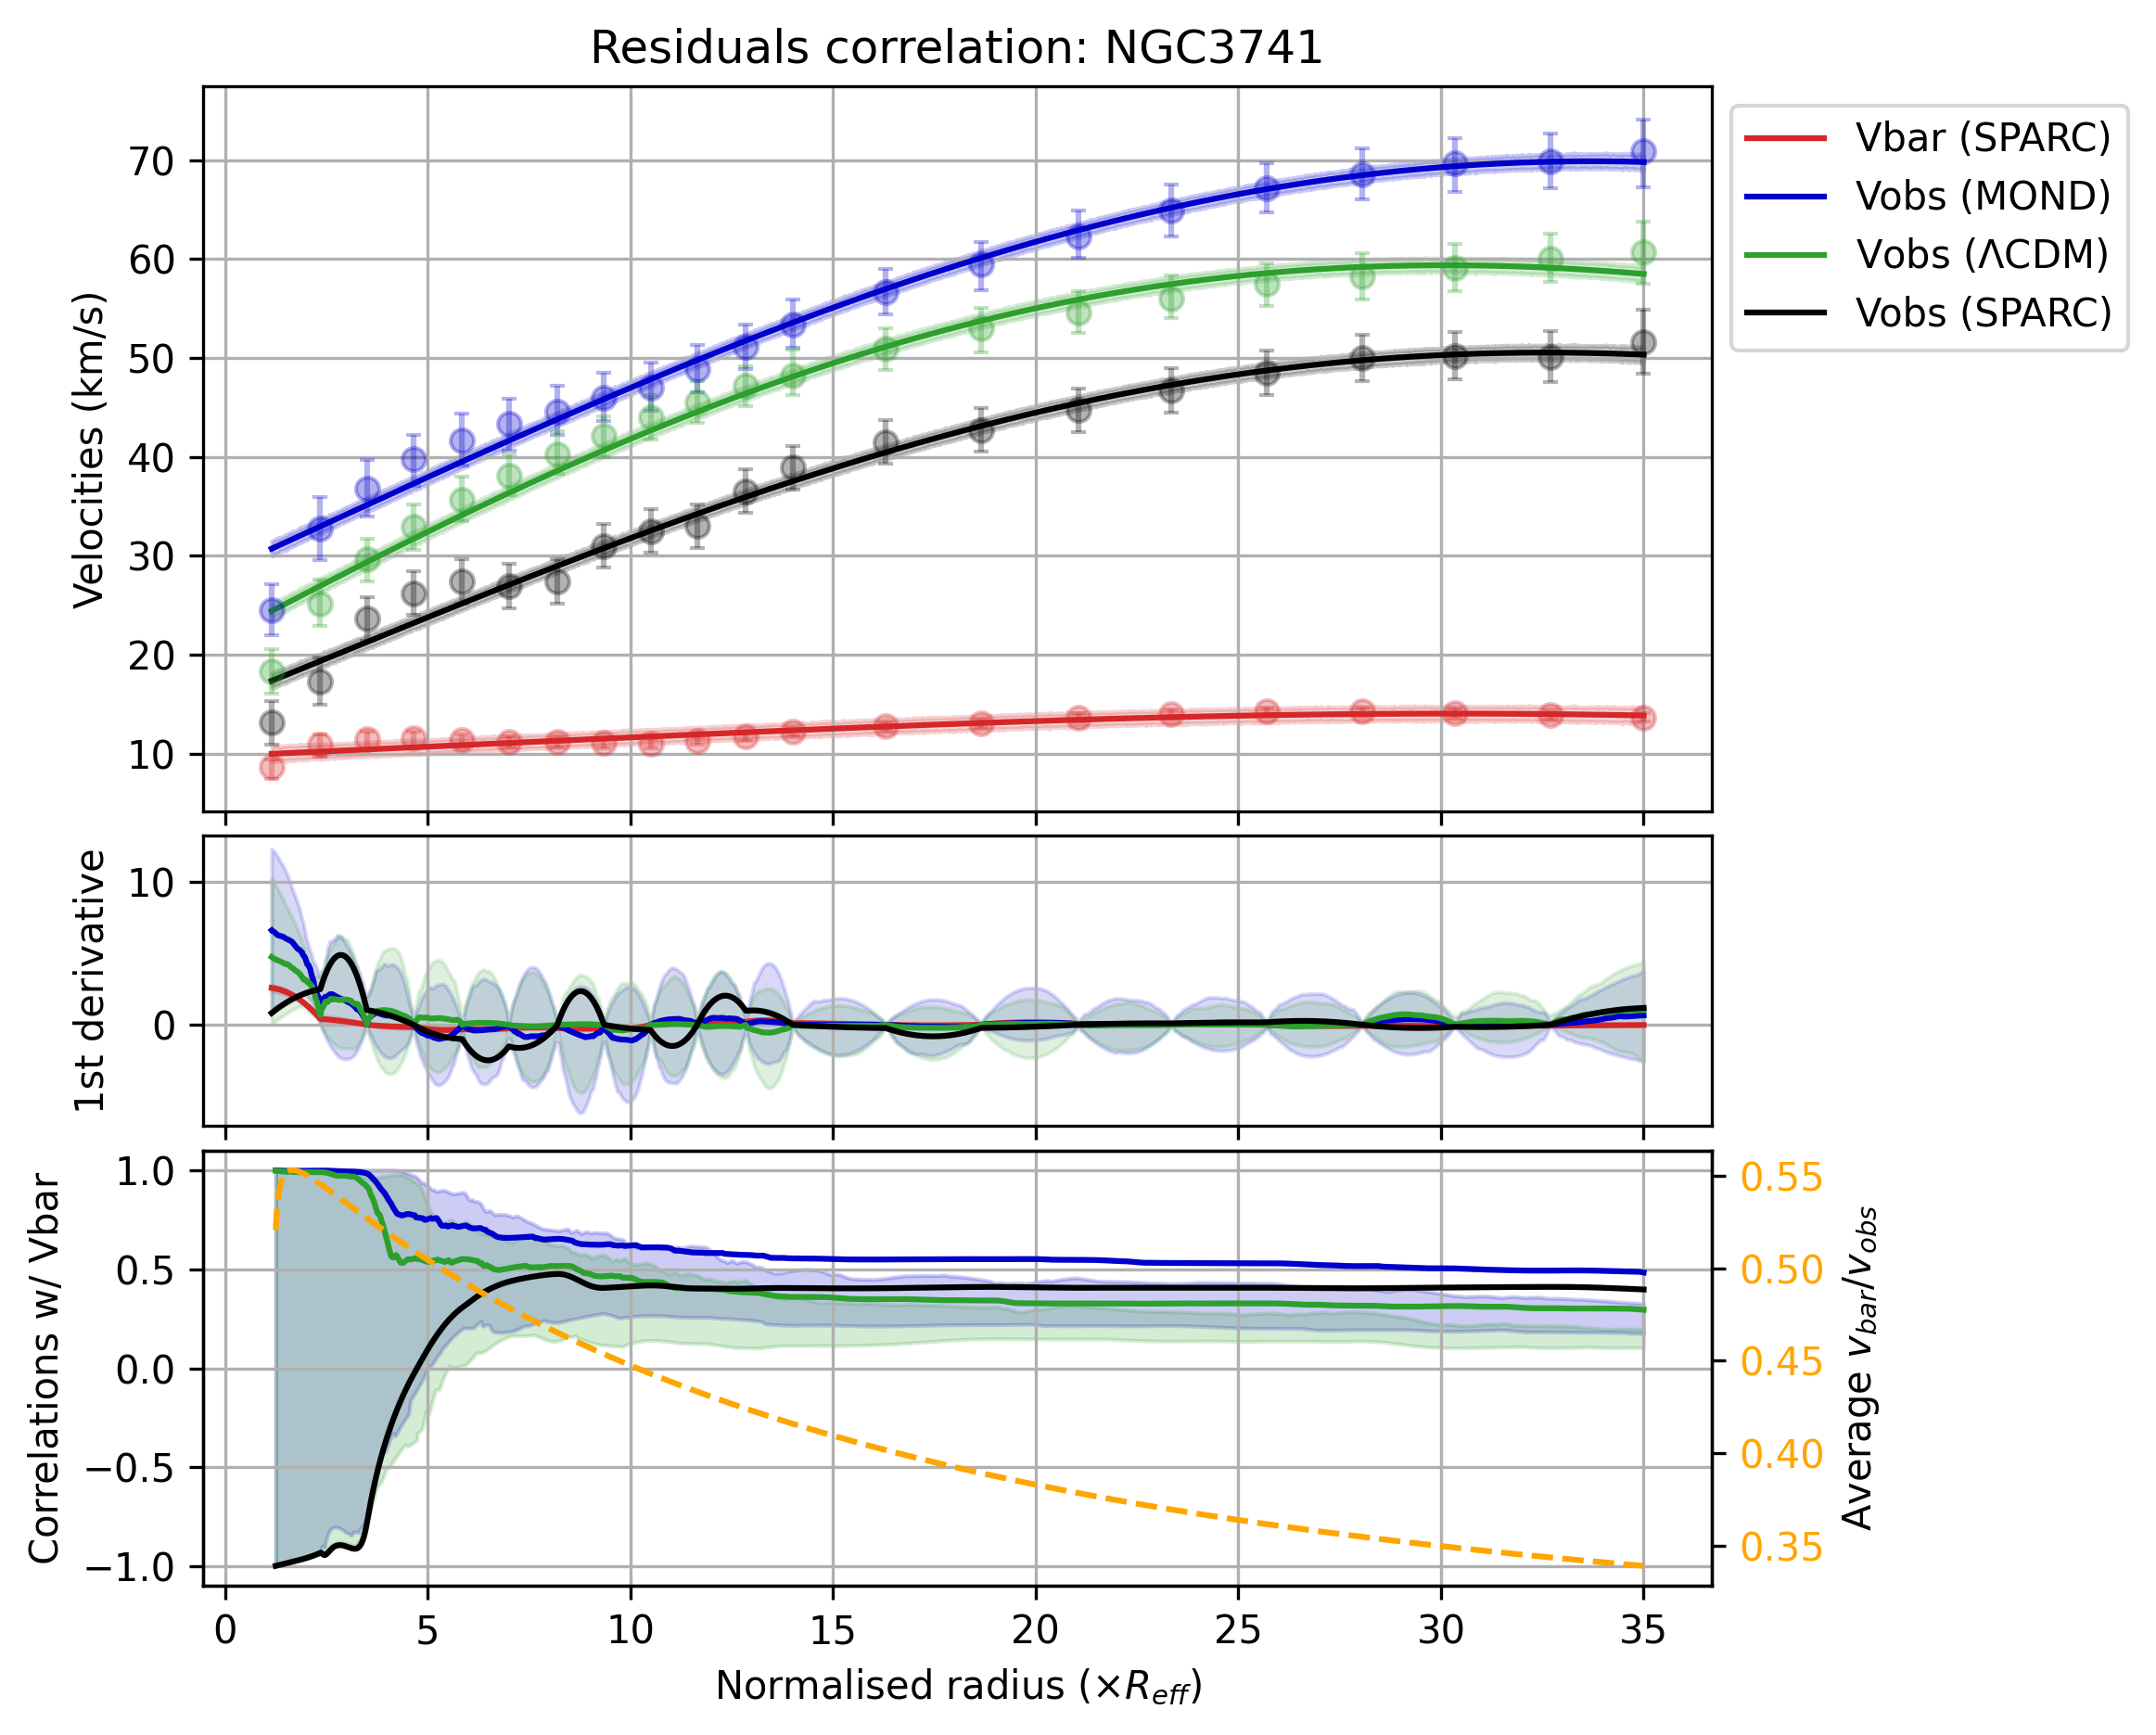 Residuals correlation: NGC3741
Velocities (km/s)
70
60
50
40
30
20
10
Vbar (SPARC)
Vobs (MOND)
Vobs (ΛCDM)
Vobs (SPARC)
1st derivative
10
0
Correlations w/ Vbar
1.0
0.5
0.0
−0.5
−1.0
0.55
0.50
0.45
0.40
0.35
Average v_bar/v_obs
0 5 10 15 20 25 30 35
Normalised radius (×R_eff)